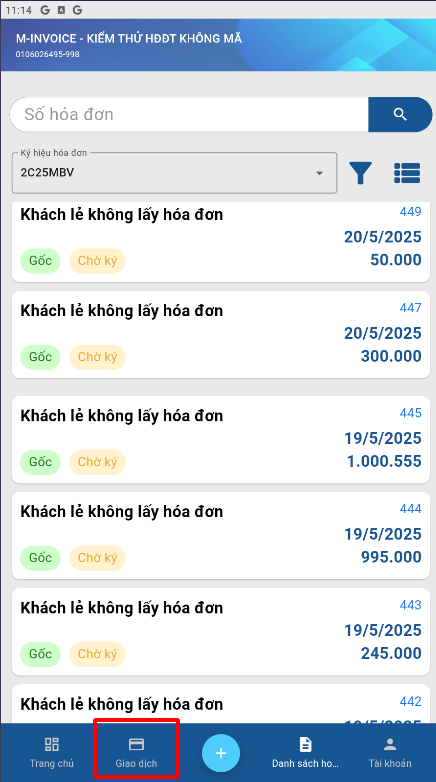 11:14
M-INVOICE - KIỂM THỬ HĐĐT KHÔNG MÃ
0106026495-998
Số hóa đơn
Ký hiệu hóa đơn
2C25MBV
Khách lẻ không lấy hóa đơn
449
20/5/2025
Gốc Chờ ký 50.000
Khách lẻ không lấy hóa đơn
447
20/5/2025
Gốc Chờ ký 300.000
Khách lẻ không lấy hóa đơn
445
19/5/2025
Gốc Chờ ký 1.000.555
Khách lẻ không lấy hóa đơn
444
19/5/2025
Gốc Chờ ký 995.000
Khách lẻ không lấy hóa đơn
443
19/5/2025
Gốc Chờ ký 245.000
Khách lẻ không lấy hóa đơn
442
Trang chủ Giao dịch Danh sách ho... Tài khoản